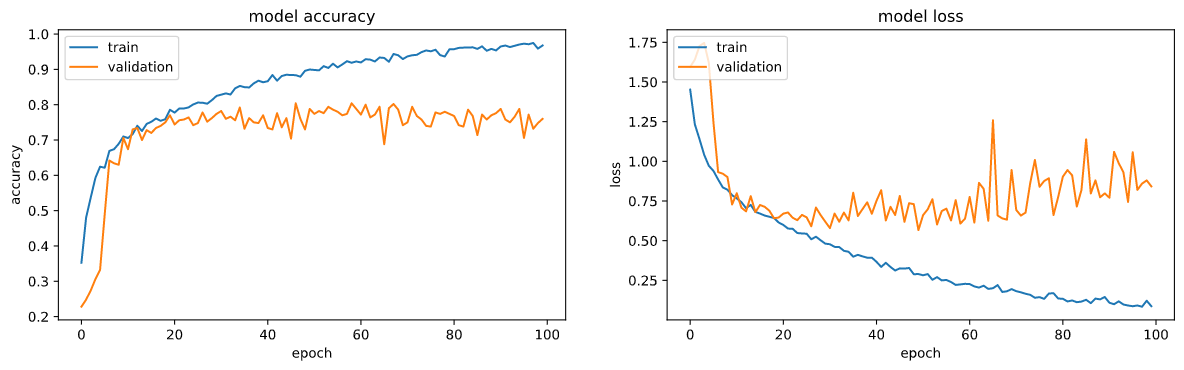 model accuracy
train
validation
1.0
0.9
0.8
0.7
0.6
0.5
0.4
0.3
0.2
accuracy
0 20 40 60 80 100
epoch
model loss
train
validation
1.75
1.50
1.25
1.00
0.75
0.50
0.25
loss
0 20 40 60 80 100
epoch